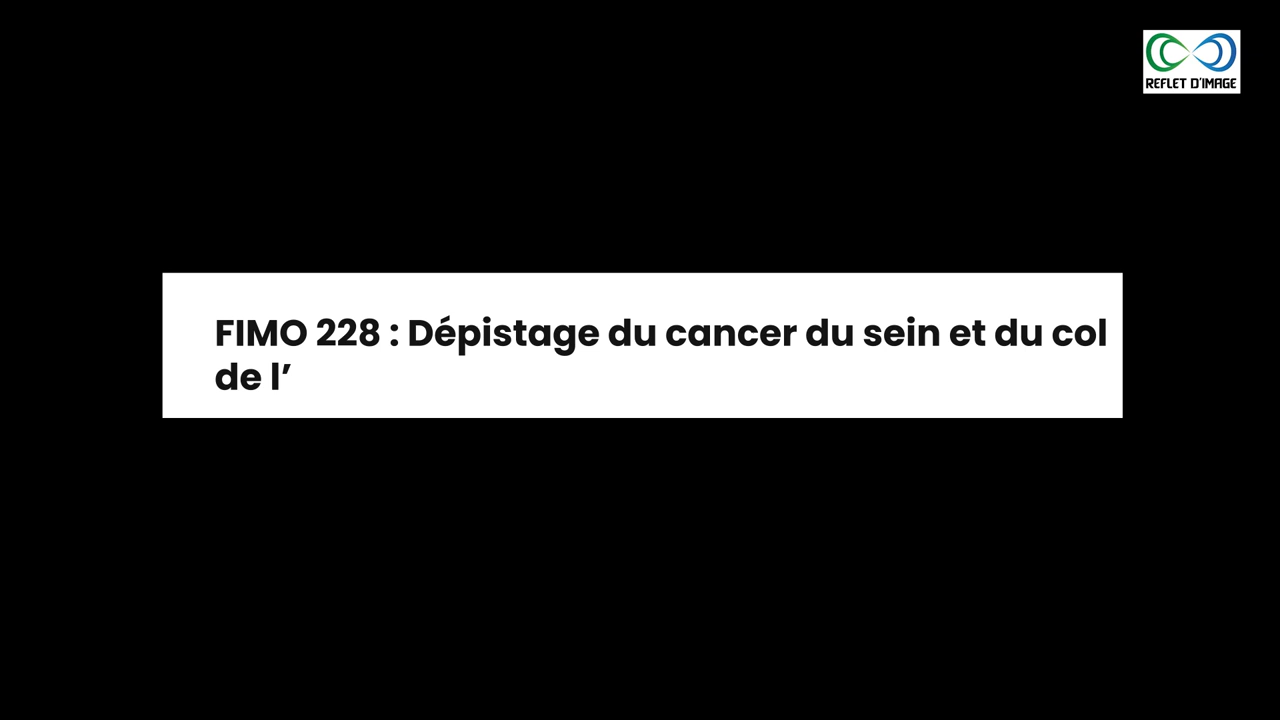 REFLET D'IMAGE
FIMO 228 : Dépistage du cancer du sein et du col
de l’